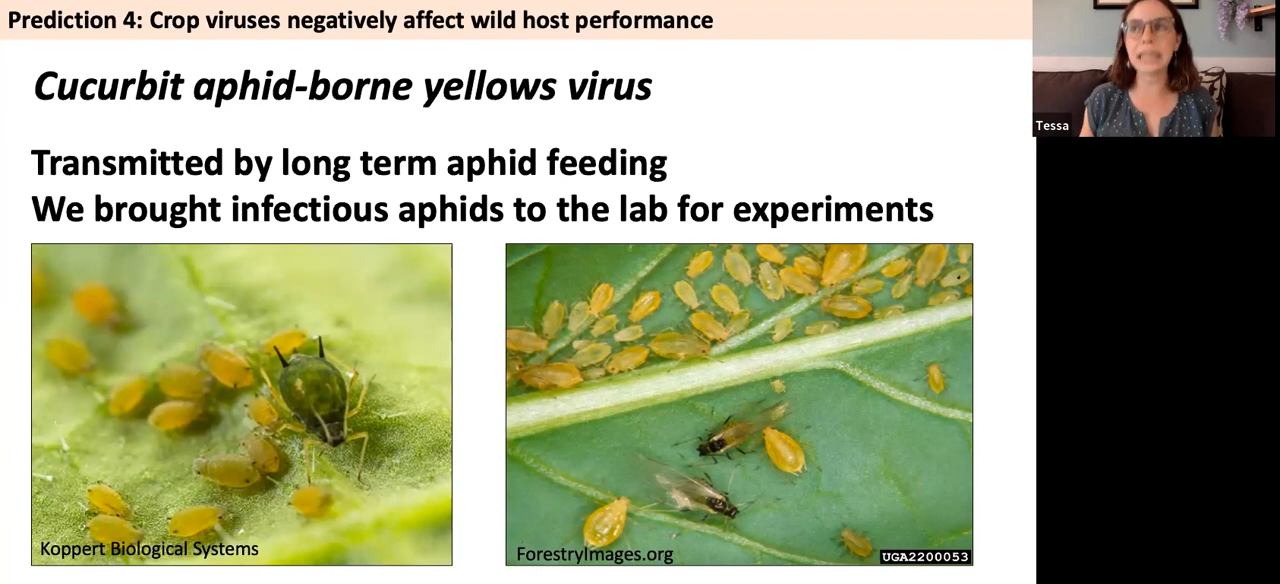 Prediction 4: Crop viruses negatively affect wild host performance
Cucurbit aphid-borne yellows virus
Transmitted by long term aphid feeding
We brought infectious aphids to the lab for experiments
Koppert Biological Systems
ForestryImages.org
UGA2200053
Tessa